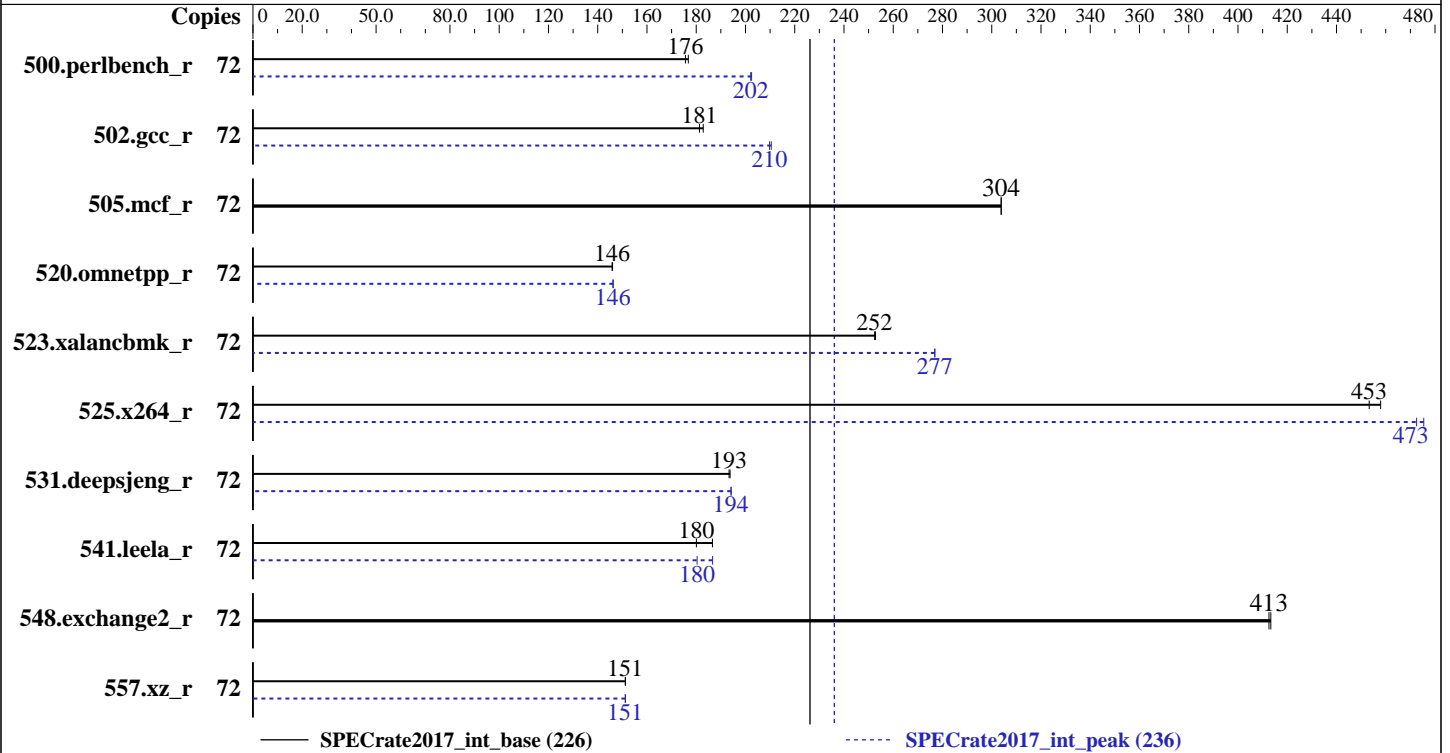 Copies 0 20.0 50.0 80.0 100 120 140 160 180 200 220 240 260 280 300 320 340 360 380 400 420 440 480
176
500.perlbench_r 72
202
181
502.gcc_r 72
210
304
505.mcf_r 72
146
520.omnetpp_r 72
146
252
523.xalancbmk_r 72
277
453
525.x264_r 72
473
193
531.deepsjeng_r 72
194
180
541.leela_r 72
180
413
548.exchange2_r 72
151
557.xz_r 72
151
SPECrate2017_int_base (226) SPECrate2017_int_peak (236)